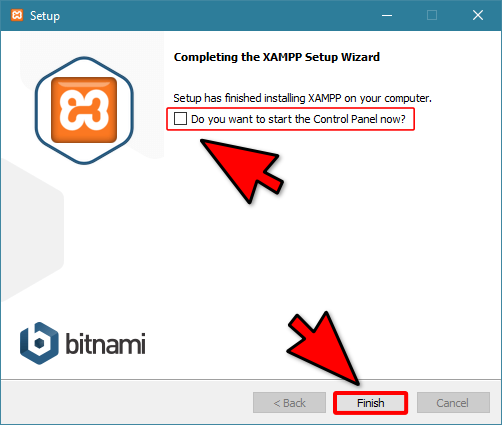 Setup
Completing the XAMPP Setup Wizard
Setup has finished installing XAMPP on your computer.
Do you want to start the Control Panel now?
bitnami
< Back
Finish
Cancel